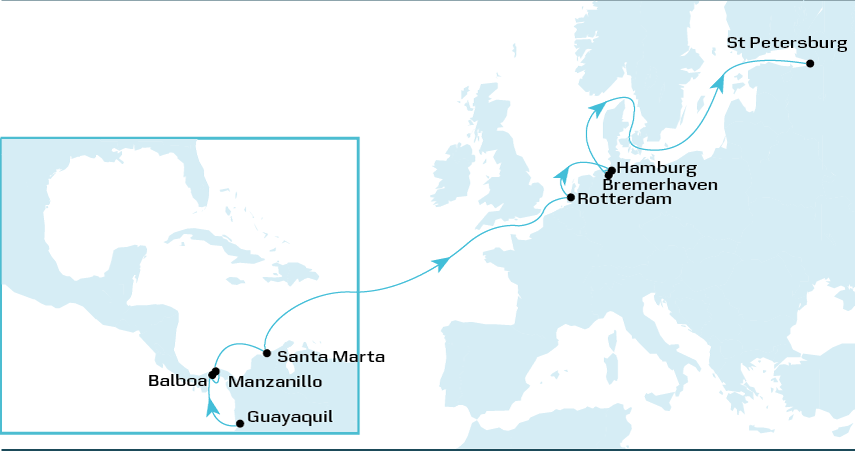 St Petersburg
Hamburg
Bremerhaven
Rotterdam
Santa Marta
Balboa
Manzanillo
Guayaquil